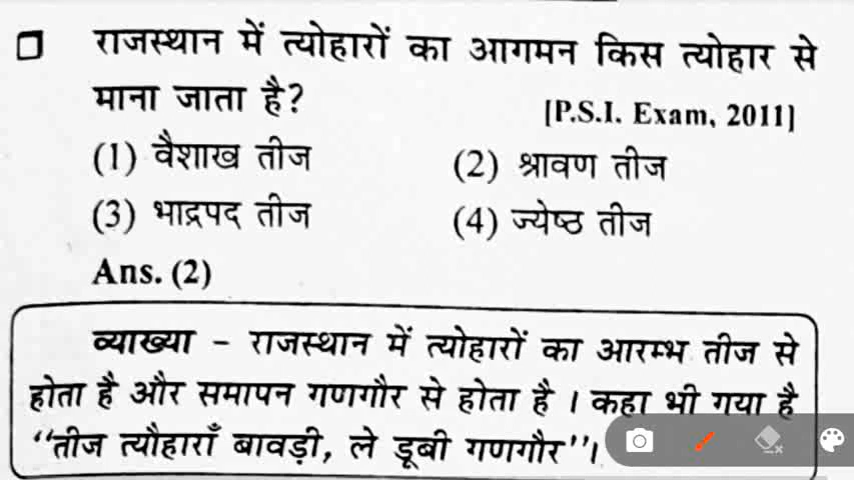 राजस्थान में त्योहारों का आगमन किस त्योहार से
माना जाता है?
[P.S.I. Exam, 2011]
(1) वैशाख तीज (2) श्रावण तीज
(3) भाद्रपद तीज (4) ज्येष्ठ तीज
Ans. (2)
व्याख्या - राजस्थान में त्योहारों का आरम्भ तीज से
होता है और समापन गणगौर से होता है । कहा भी गया है
“तीज त्यौहाराँ बावड़ी, ले डूबी गणगौर”।